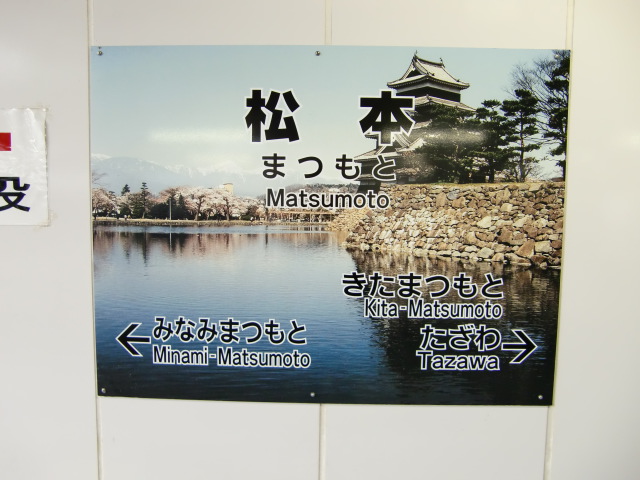 役
松本
まつもと
Matsumoto
きたまつもと
Kita-Matsumoto
みなみまつもと
Minami-Matsumoto
たざわ
Tazawa